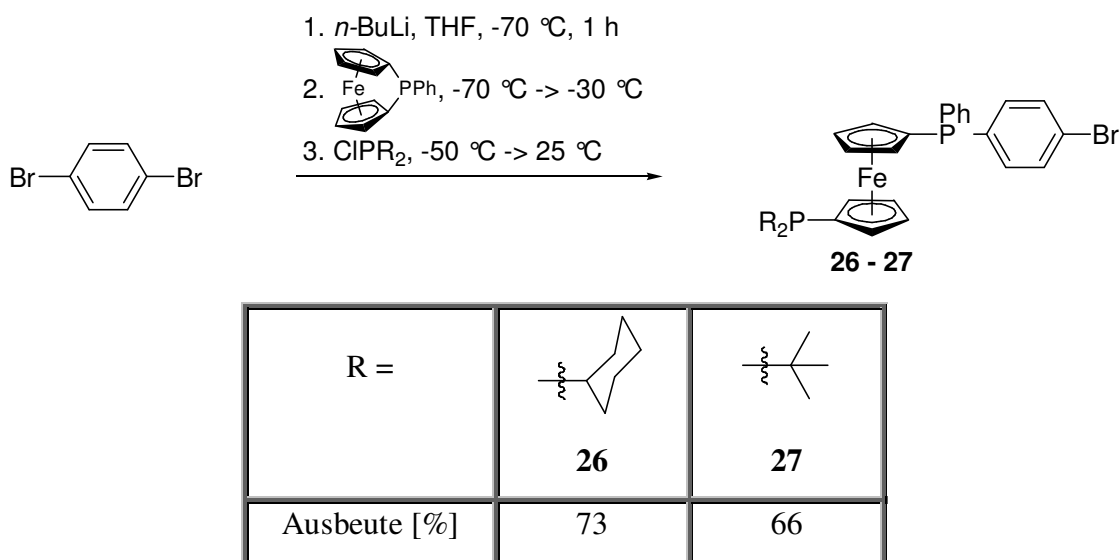 1. n-BuLi, THF, -70 °C, 1 h
2. Fe PPh, -70 °C -> -30 °C
3. ClPR2, -50 °C -> 25 °C
Br Br
Ph
P Br
Fe
R2P
26 - 27
R =
26 27
Ausbeute [%] 73 66